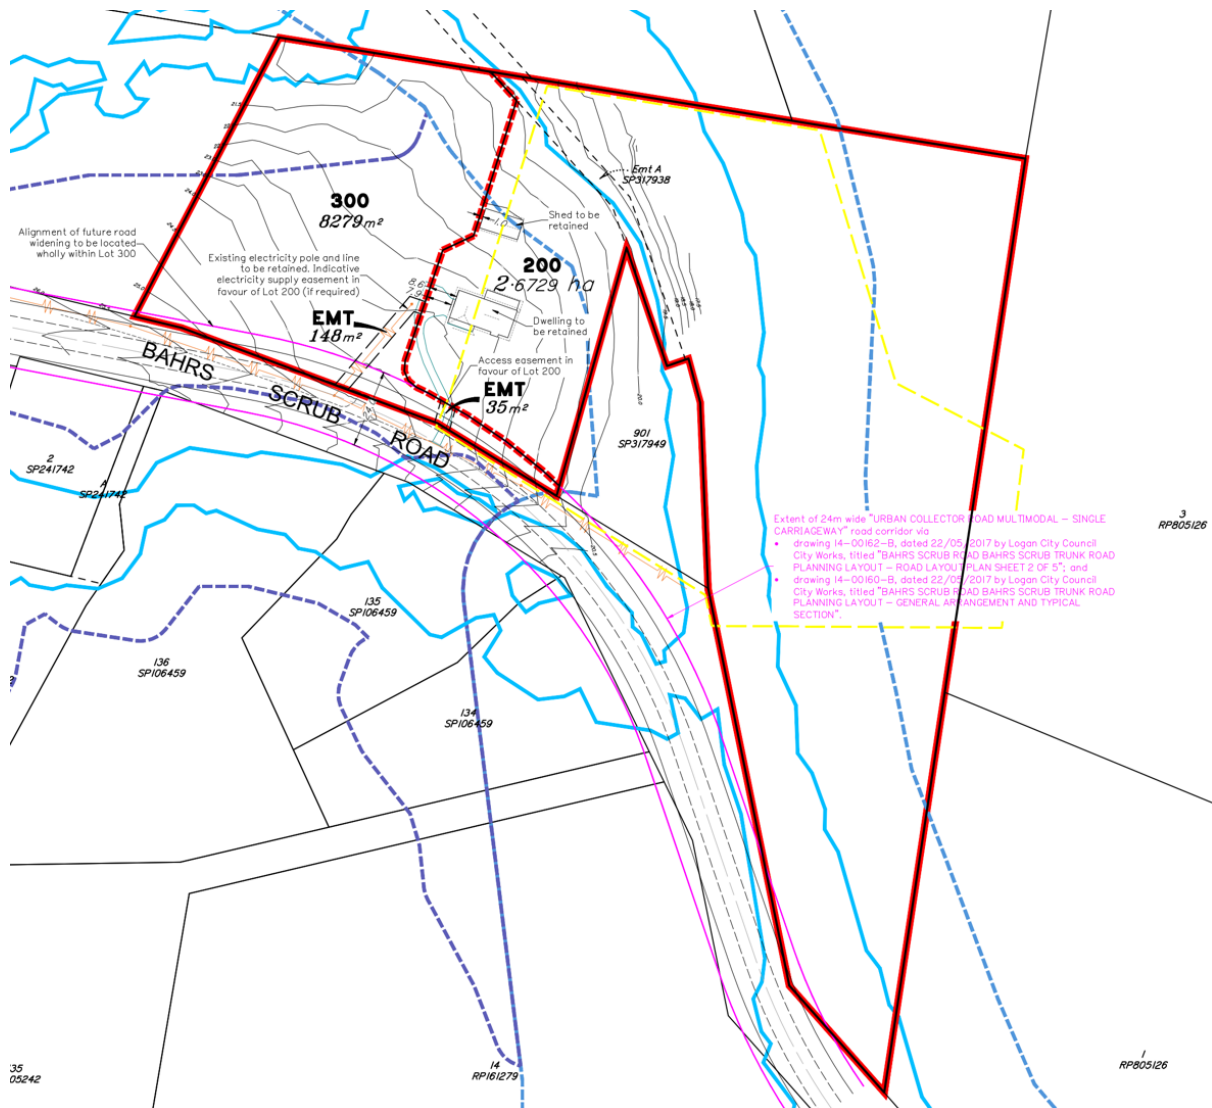 Emt A
SP317938
300
8279m²
Shed to be
retained
Alignment of future road
widening to be located
wholly within Lot 300
Existing electricity pole and line
to be retained. Indicative
electricity supply easement in
favour of Lot 200 (if required)
200
2·6729 ha
EMT
148m²
Dwelling to
be retained
Access easement in
favour of Lot 200
EMT
35m²
BAHRS SCRUB ROAD
901
SP317949
2
SP241742
A
SP241742
3
RP805126
Extent of 24m wide "URBAN COLLECTOR ROAD MULTIMODAL – SINGLE
CARRIAGEWAY" road corridor via
• drawing 14–00162–B, dated 22/05/2017 by Logan City Council
City Works, titled "BAHRS SCRUB ROAD BAHRS SCRUB TRUNK ROAD
PLANNING LAYOUT – ROAD LAYOUT PLAN SHEET 2 OF 5"; and
• drawing 14–00160–B, dated 22/05/2017 by Logan City Council
City Works, titled "BAHRS SCRUB ROAD BAHRS SCRUB TRUNK ROAD
PLANNING LAYOUT – GENERAL ARRANGEMENT AND TYPICAL
SECTION".
135
SP106459
136
SP106459
134
SP106459
14
RP161279
1
RP805126
35
05242